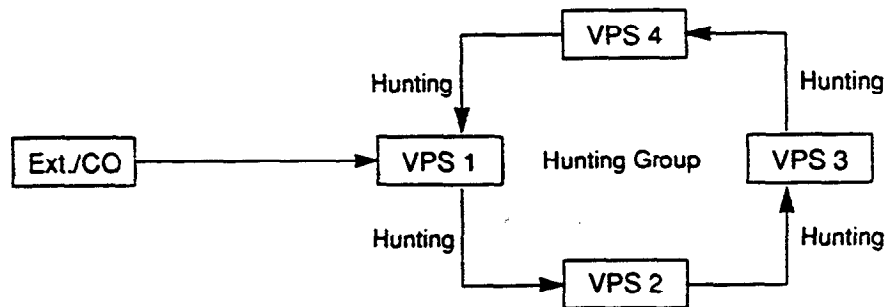 VPS 4
Hunting
Hunting
Ext./CO
VPS 1
Hunting Group
VPS 3
Hunting
Hunting
VPS 2